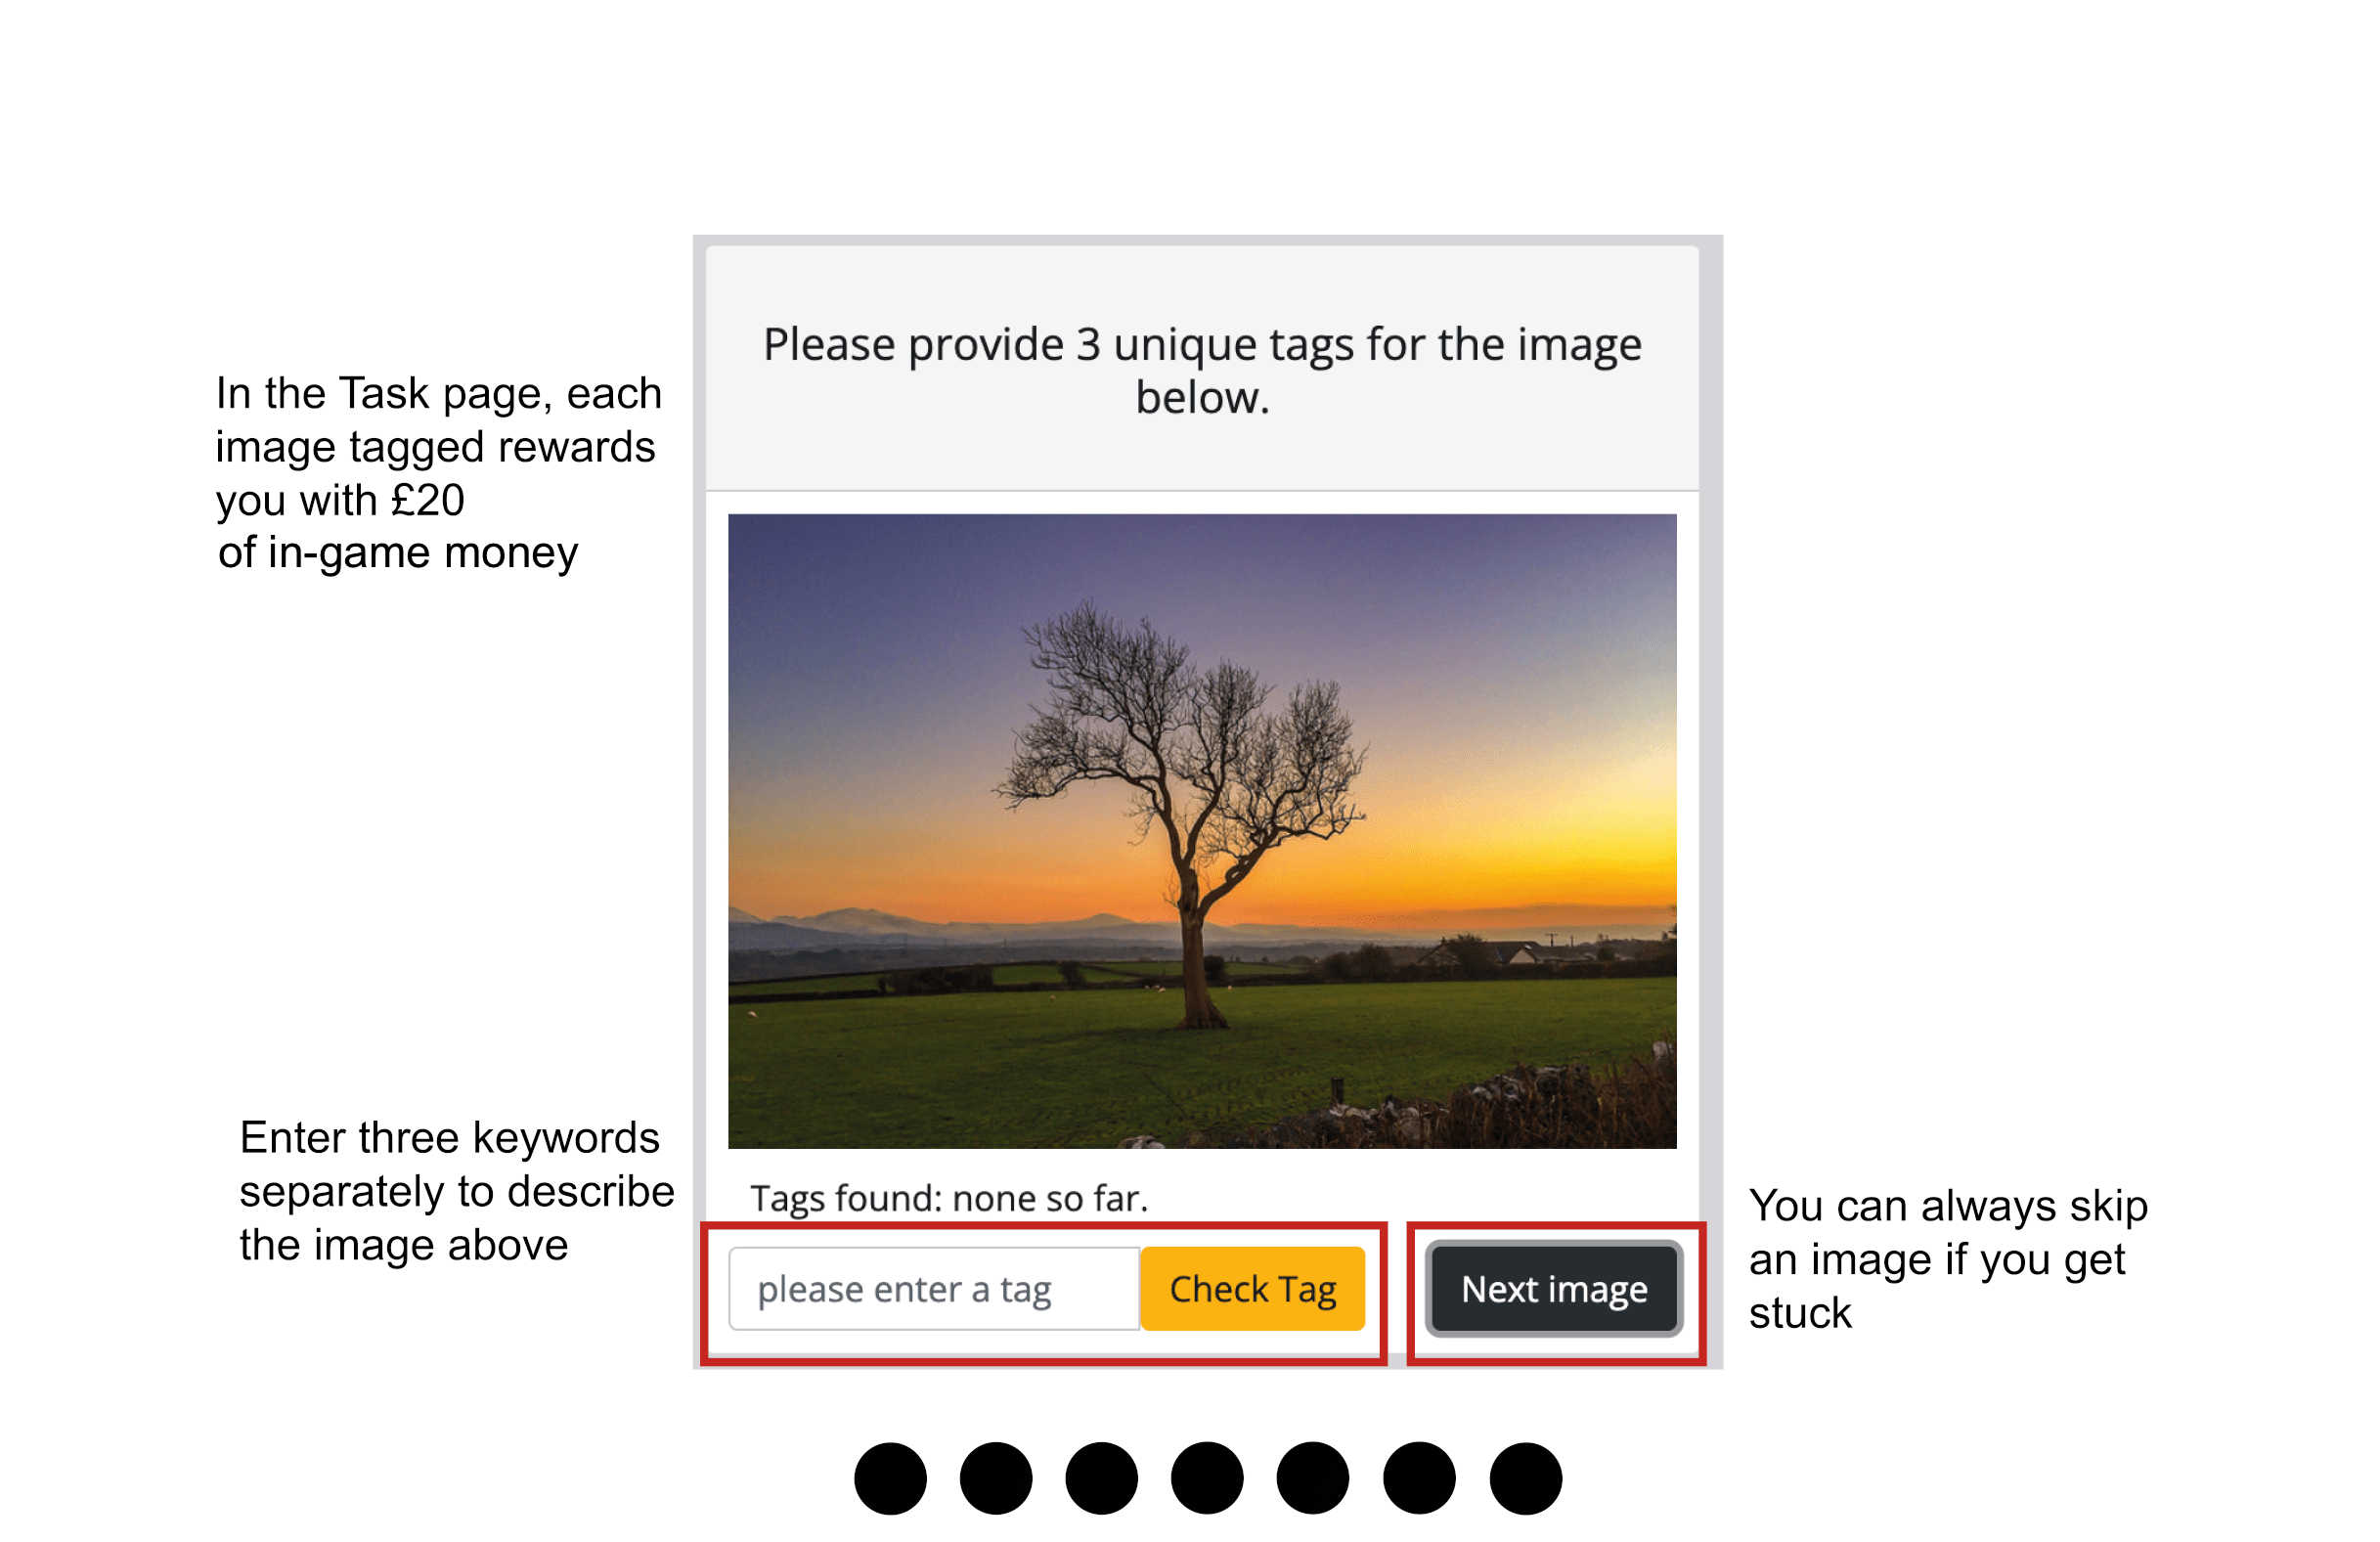 Please provide 3 unique tags for the image
below.
In the Task page, each
image tagged rewards
you with £20
of in-game money
Enter three keywords
separately to describe
the image above
Tags found: none so far.
please enter a tag
Check Tag
Next image
You can always skip
an image if you get
stuck